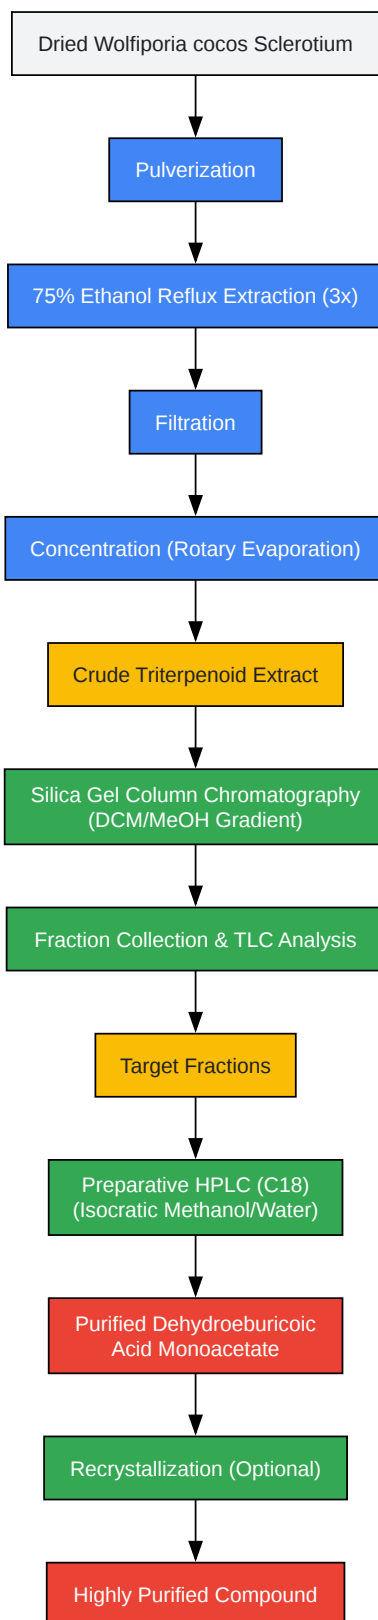 Dried Wolfiporia cocos Sclerotium
Pulverization
75% Ethanol Reflux Extraction (3x)
Filtration
Concentration (Rotary Evaporation)
Crude Triterpenoid Extract
Silica Gel Column Chromatography
(DCM/MeOH Gradient)
Fraction Collection & TLC Analysis
Target Fractions
Preparative HPLC (C18)
(Isocratic Methanol/Water)
Purified Dehydroeburicoic
Acid Monoacetate
Recrystallization (Optional)
Highly Purified Compound